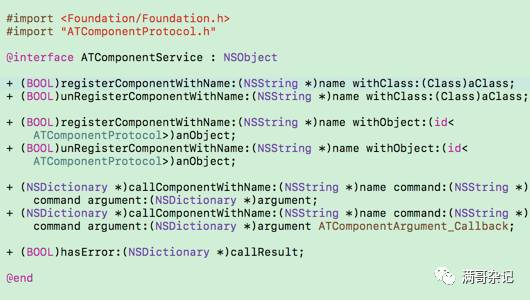 #import <Foundation/Foundation.h>
#import "ATComponentProtocol.h"
@interface ATComponentService : NSObject
+ (BOOL)registerComponentWithName:(NSString *)name withClass:(Class)aClass;
+ (BOOL)unRegisterComponentWithName:(NSString *)name withClass:(Class)aClass;
+ (BOOL)registerComponentWithName:(NSString *)name withObject:(id<
ATComponentProtocol>)anObject;
+ (BOOL)unRegisterComponentWithName:(NSString *)name withObject:(id<
ATComponentProtocol>)anObject;
+ (NSDictionary *)callComponentWithName:(NSString *)name command:(NSString *)
command argument:(NSDictionary *)argument;
+ (NSDictionary *)callComponentWithName:(NSString *)name command:(NSString *)
command argument:(NSDictionary *)argument ATComponentArgument_Callback;
+ (BOOL)hasError:(NSDictionary *)callResult;
@end
满哥杂记